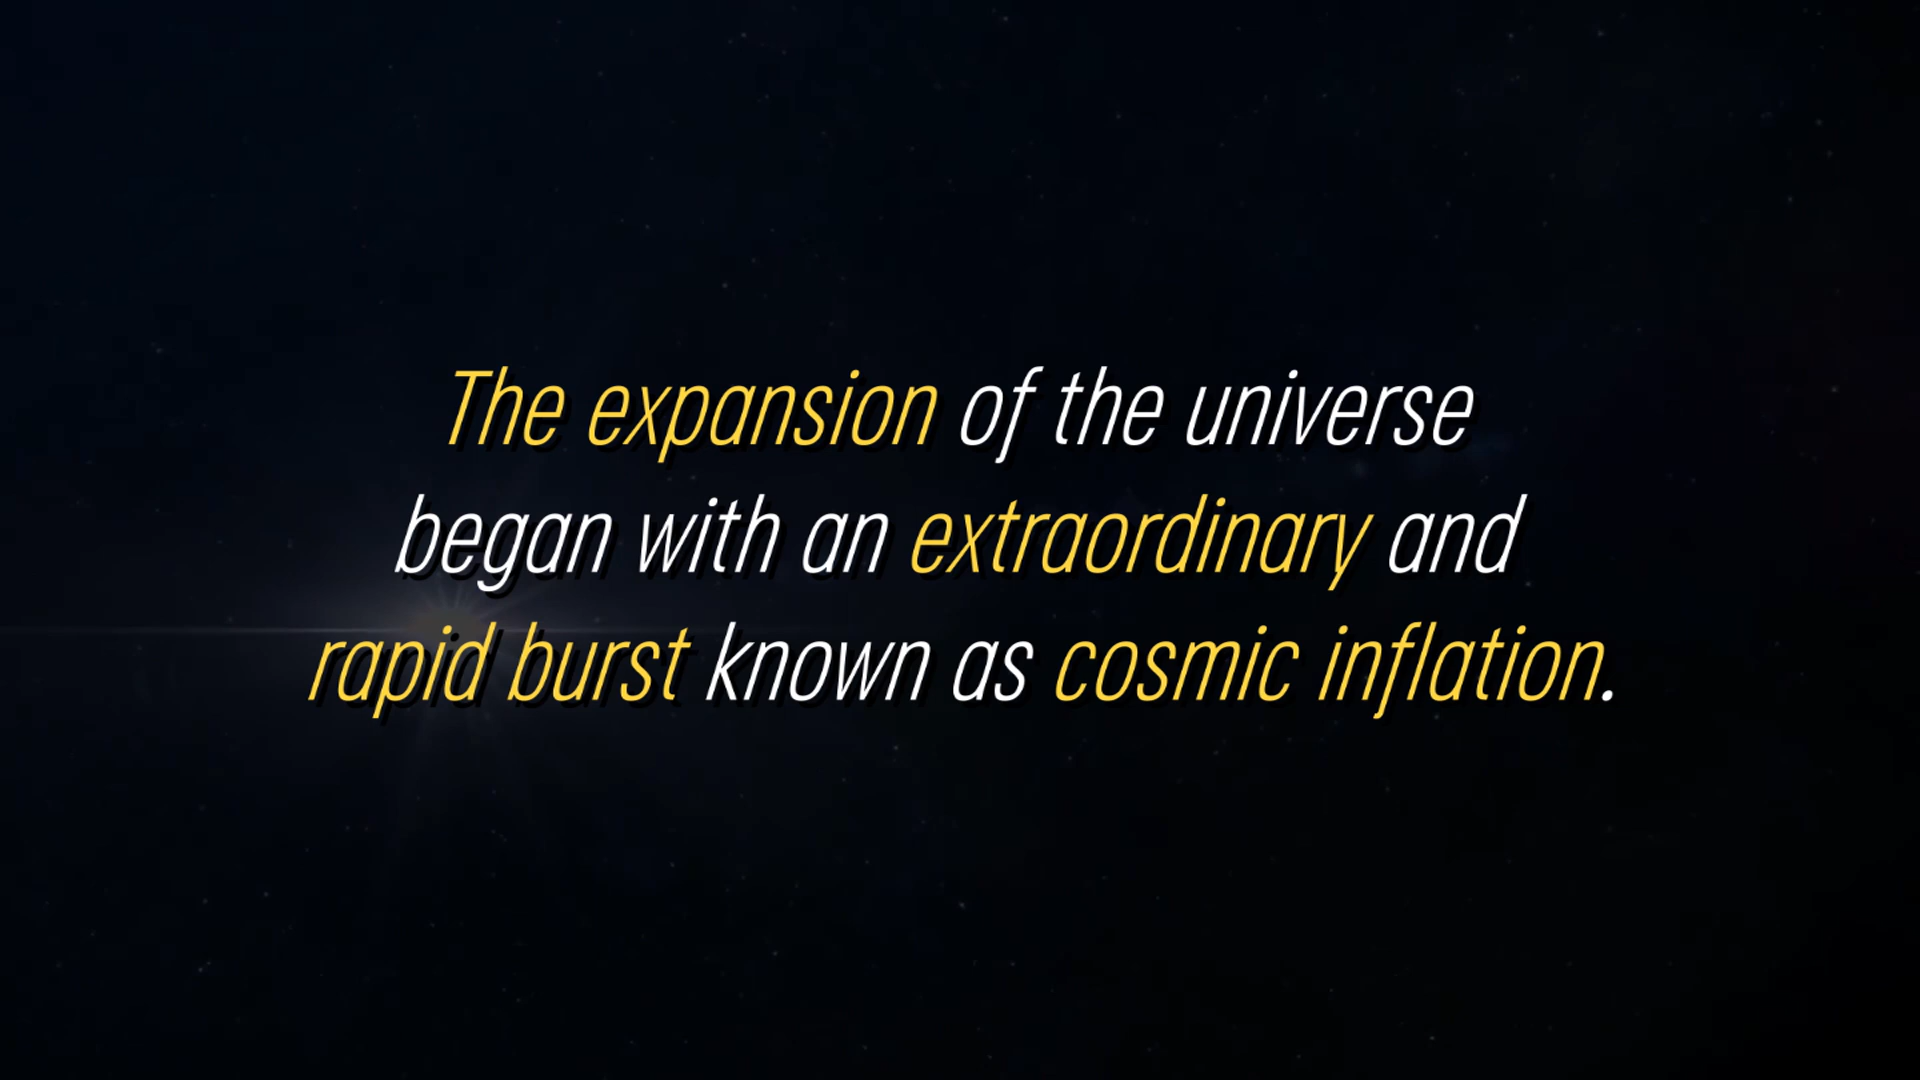 The expansion of the universe
began with an extraordinary and
rapid burst known as cosmic inflation.